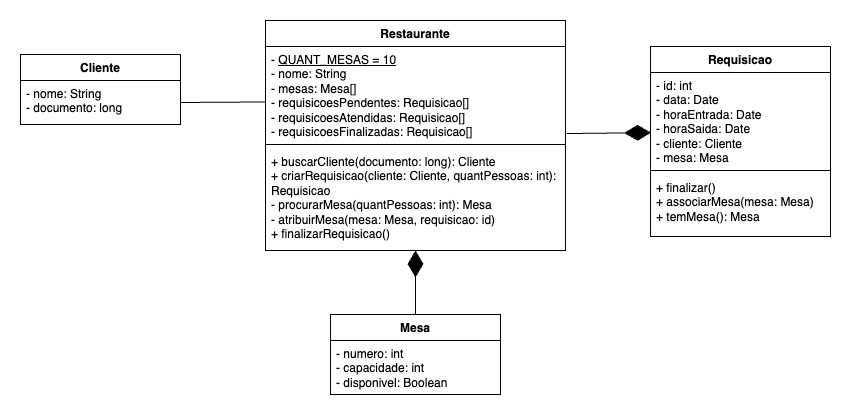 Cliente
- nome: String
- documento: long
Restaurante
- QUANT_MESAS = 10
- nome: String
- mesas: Mesa[]
- requisicoesPendentes: Requisicao[]
- requisicoesAtendidas: Requisicao[]
- requisicoesFinalizadas: Requisicao[]
+ buscarCliente(documento: long): Cliente
+ criarRequisicao(cliente: Cliente, quantPessoas: int):
Requisicao
- procurarMesa(quantPessoas: int): Mesa
- atribuirMesa(mesa: Mesa, requisicao: id)
+ finalizarRequisicao()
Requisicao
- id: int
- data: Date
- horaEntrada: Date
- horaSaida: Date
- cliente: Cliente
- mesa: Mesa
+ finalizar()
+ associarMesa(mesa: Mesa)
+ temMesa(): Mesa
Mesa
- numero: int
- capacidade: int
- disponivel: Boolean